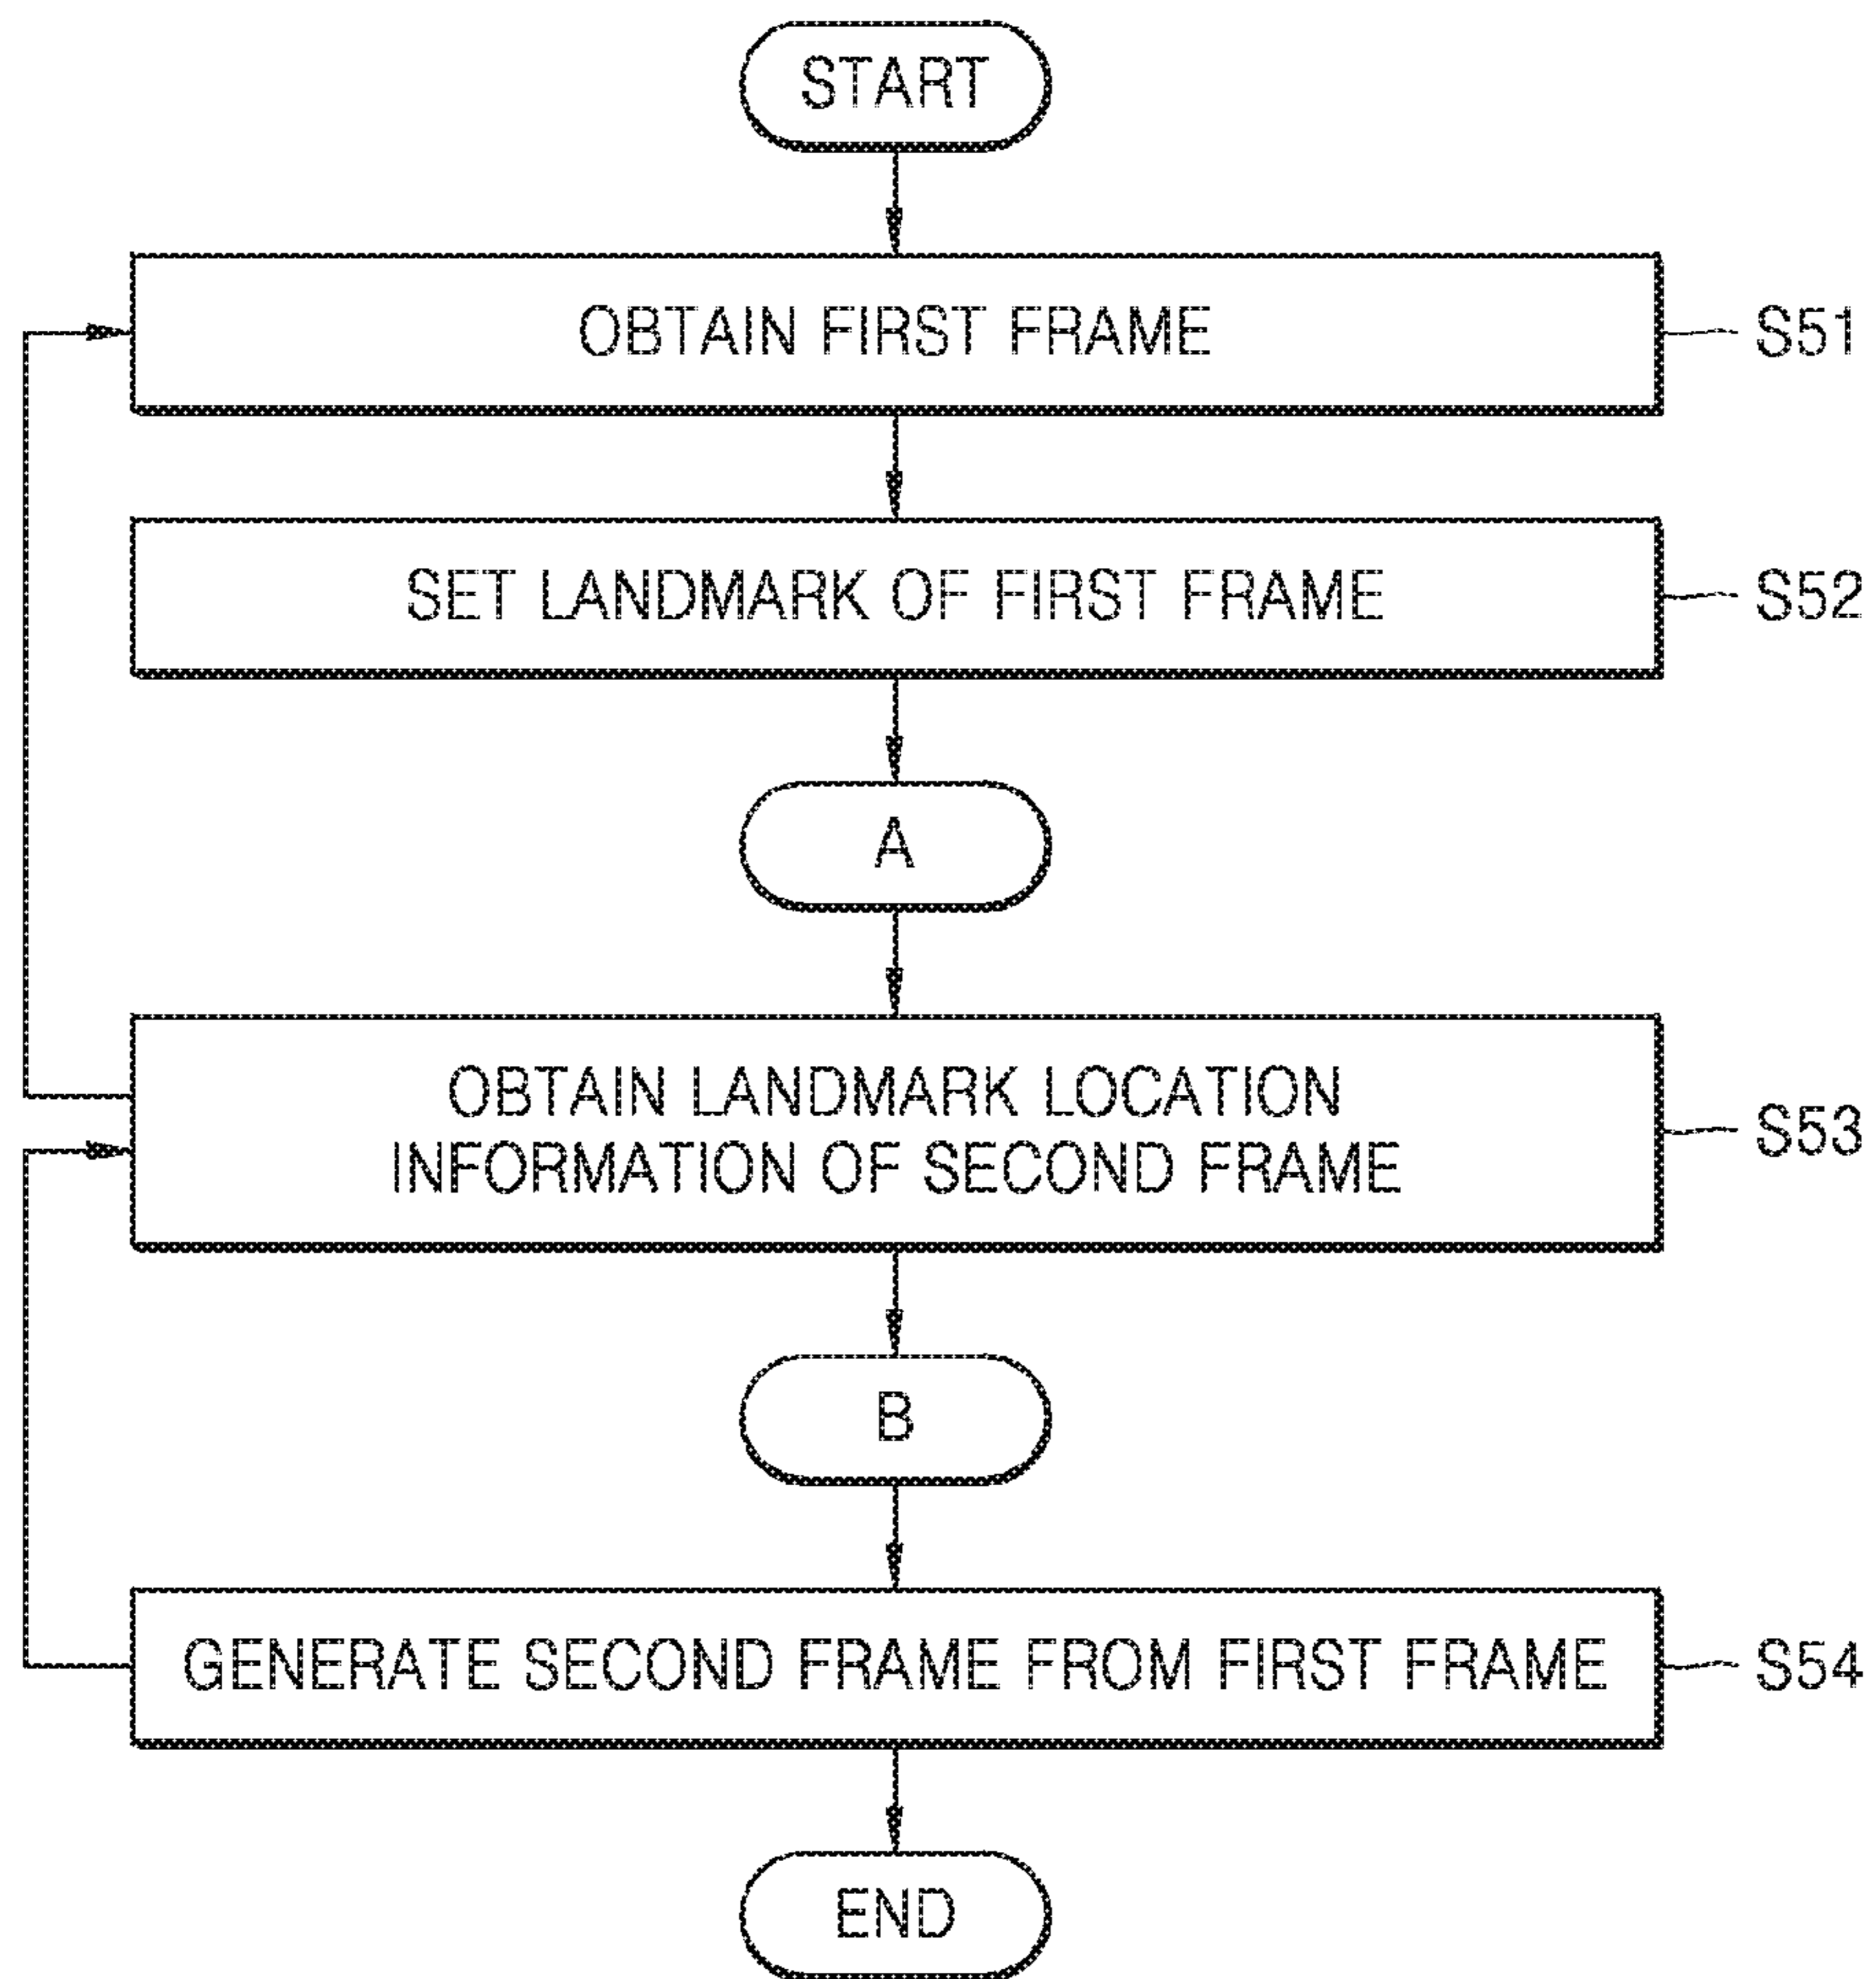 START
OBTAIN FIRST FRAME
S51
SET LANDMARK OF FIRST FRAME
S52
A
OBTAIN LANDMARK LOCATION
INFORMATION OF SECOND FRAME
S53
B
GENERATE SECOND FRAME FROM FIRST FRAME
S54
END